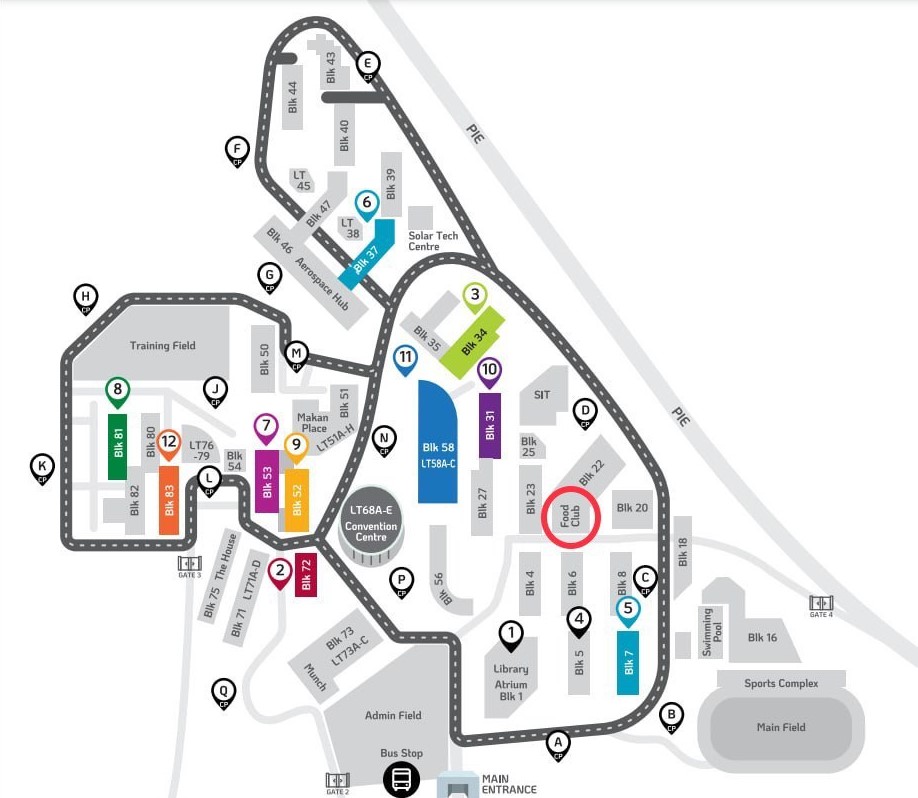 E
CP
Blk 43
Blk 44
PIE
Blk 40
F
CP
LT
45
Blk 39
6
Blk 47
LT
38
Solar Tech
Centre
Blk 46
Aerospace Hub
Blk 37
G
CP
H
CP
3
Blk 35
Blk 34
Training Field
Blk 50
M
CP
11
10
8
J
CP
Blk 51
SIT
D
CP
PIE
Makan
Place
LT51A-H
7
9
12
N
CP
Blk 31
Blk 81
Blk 80
LT76
-79
Blk
54
Blk 58
LT58A-C
Blk
25
K
CP
L
CP
Blk 53
Blk 52
Blk 22
Blk 82
Blk 83
Blk 27
Blk 23
Food
Club
Blk 20
LT68A-E
Convention
Centre
Blk 18
GATE 3
Blk 75 The House
Blk 71 LT71A-D
2
Blk 72
P
CP
Blk 56
Blk 4
Blk 6
Blk 8
C
CP
5
4
1
GATE 4
Swimming
Pool
Blk 16
Blk 73
LT73A-C
Munch
Library
Atrium
Blk 1
Blk 5
Blk 7
Sports Complex
Q
CP
Admin Field
B
CP
Main Field
A
CP
Bus Stop
GATE 2
MAIN
ENTRANCE